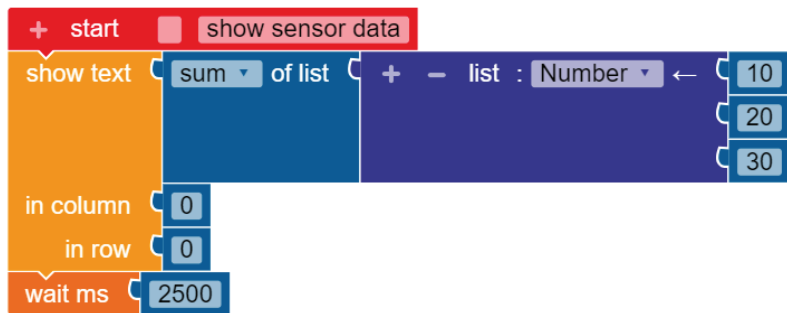 + start show sensor data
show text sum of list + − list : Number ← 10
20
30
in column 0
in row 0
wait ms 2500